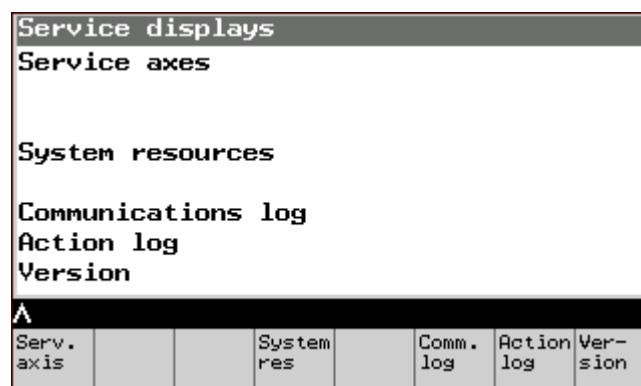 Service displays
Service axes
System resources
Communications log
Action log
Version
Serv. axis
System res
Comm. log
Action log
Ver-sion